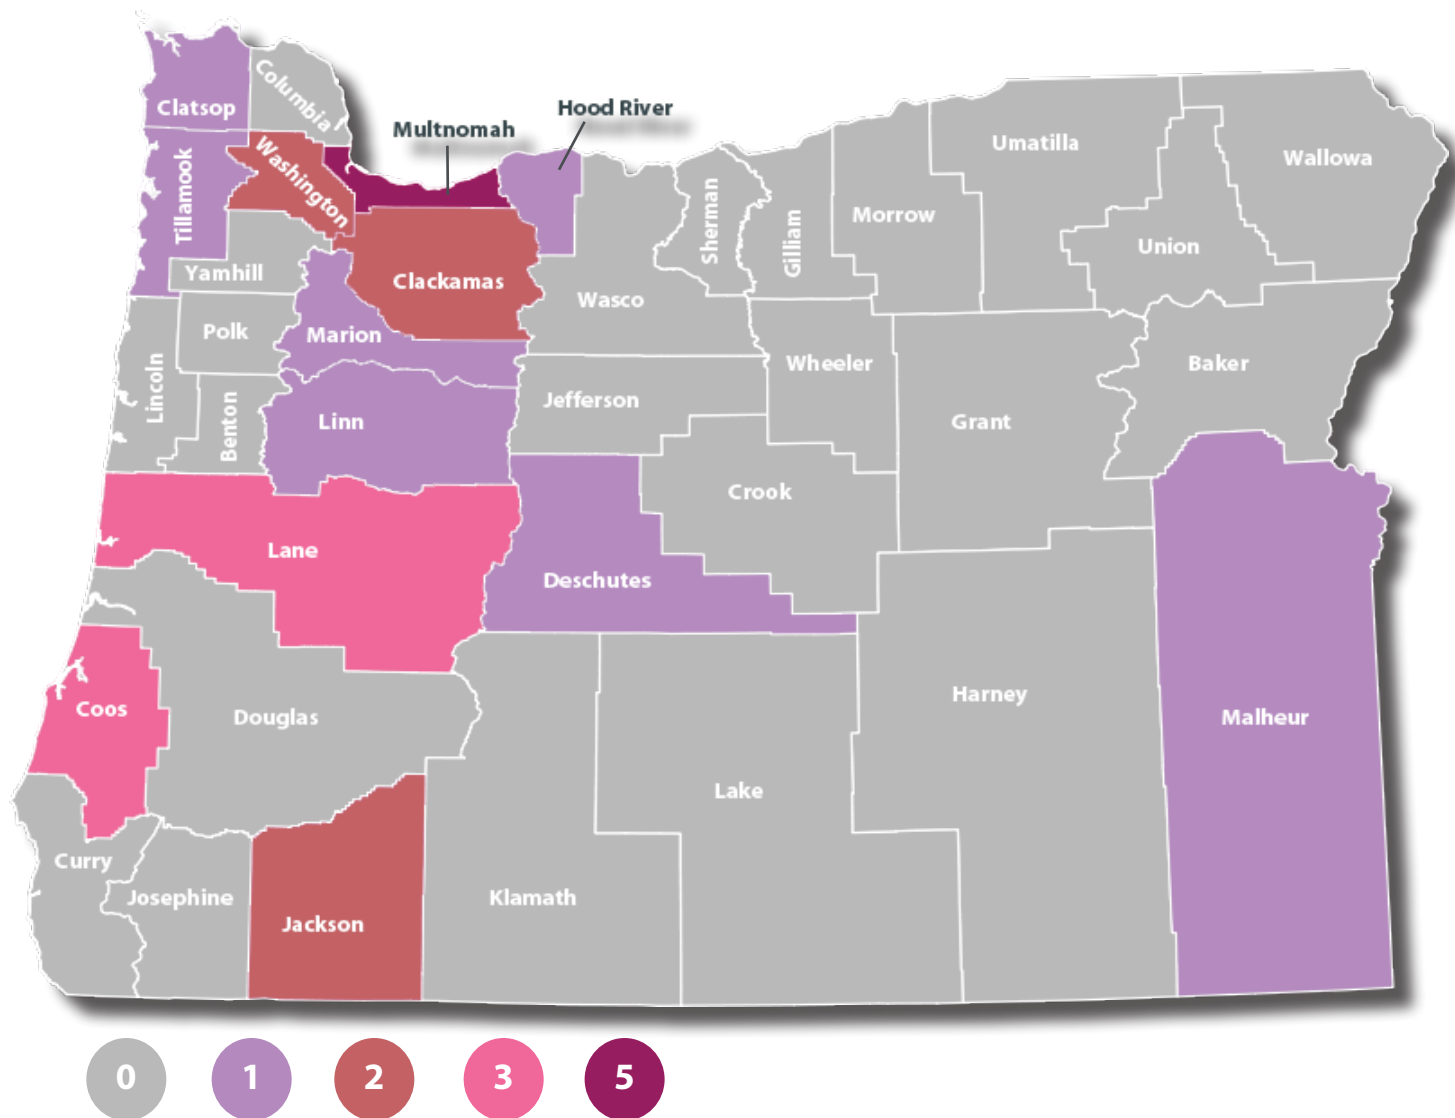 Clatsop
Columbia
Multnomah
Hood River
Washington
Tillamook
Yamhill
Clackamas
Polk
Marion
Lincoln
Benton
Linn
Wasco
Sherman
Gilliam
Morrow
Umatilla
Union
Wallowa
Jefferson
Wheeler
Grant
Baker
Crook
Lane
Deschutes
Coos
Douglas
Harney
Malheur
Lake
Curry
Josephine
Jackson
Klamath
0 1 2 3 5